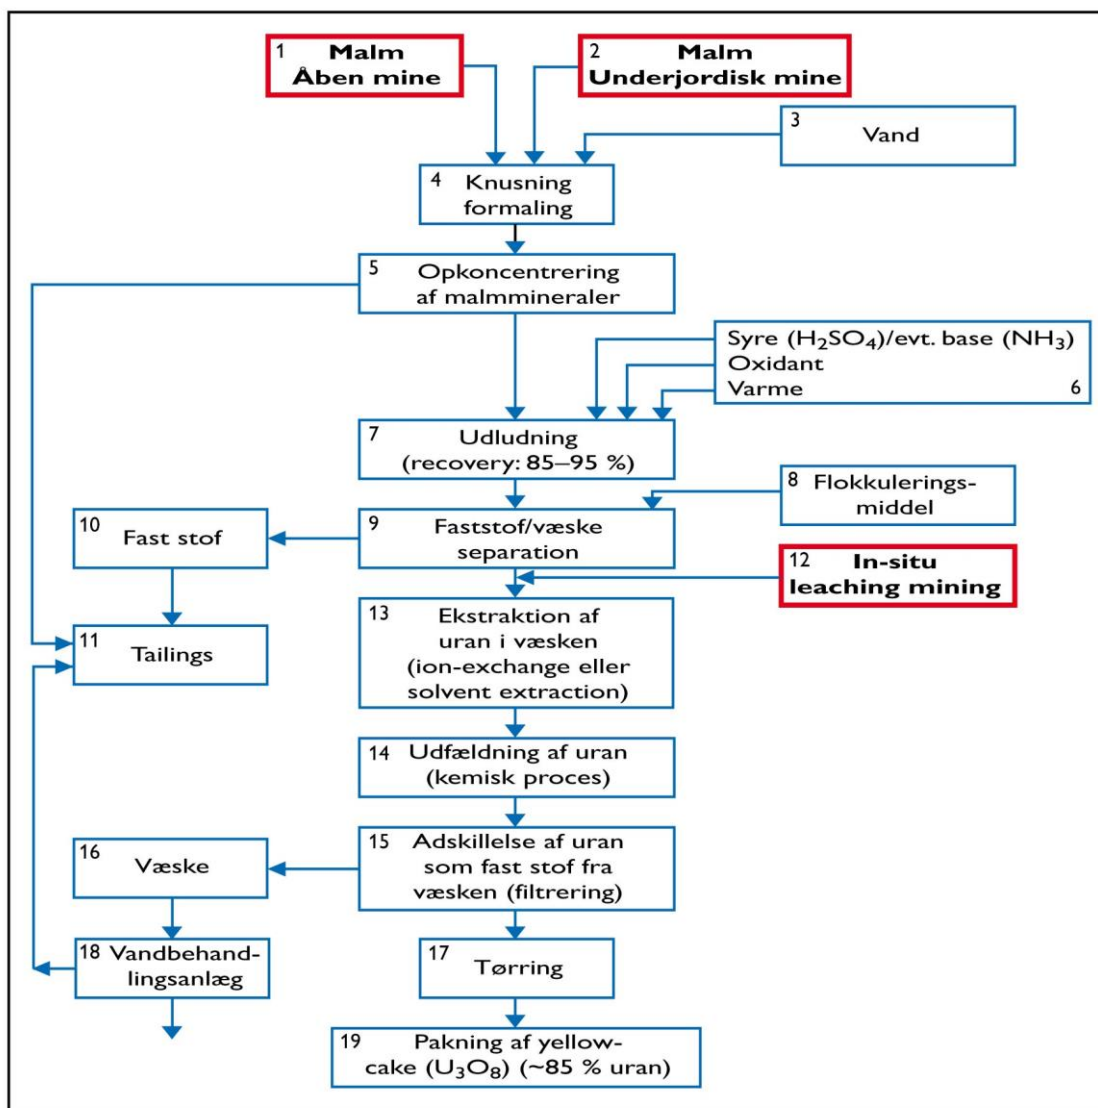 1 Malm
Åben mine
2 Malm
Underjordisk mine
3 Vand
4 Knusning
formaling
5 Opkoncentrering
af malmmineraler
Syre (H₂SO₄)/evt. base (NH₃)
Oxidant
Varme 6
7 Udludning
(recovery: 85–95 %)
8 Flokkulerings-
middel
9 Faststof/væske
separation
10 Fast stof
11 Tailings
12 In-situ
leaching mining
13 Ekstraktion af
uran i væsken
(ion-exchange eller
solvent extraction)
14 Udfældning af uran
(kemisk proces)
15 Adskillelse af uran
som fast stof fra
væsken (filtrering)
16 Væske
17 Tørring
18 Vandbehand-
lingsanlæg
19 Pakning af yellow-
cake (U₃O₈) (~85 % uran)